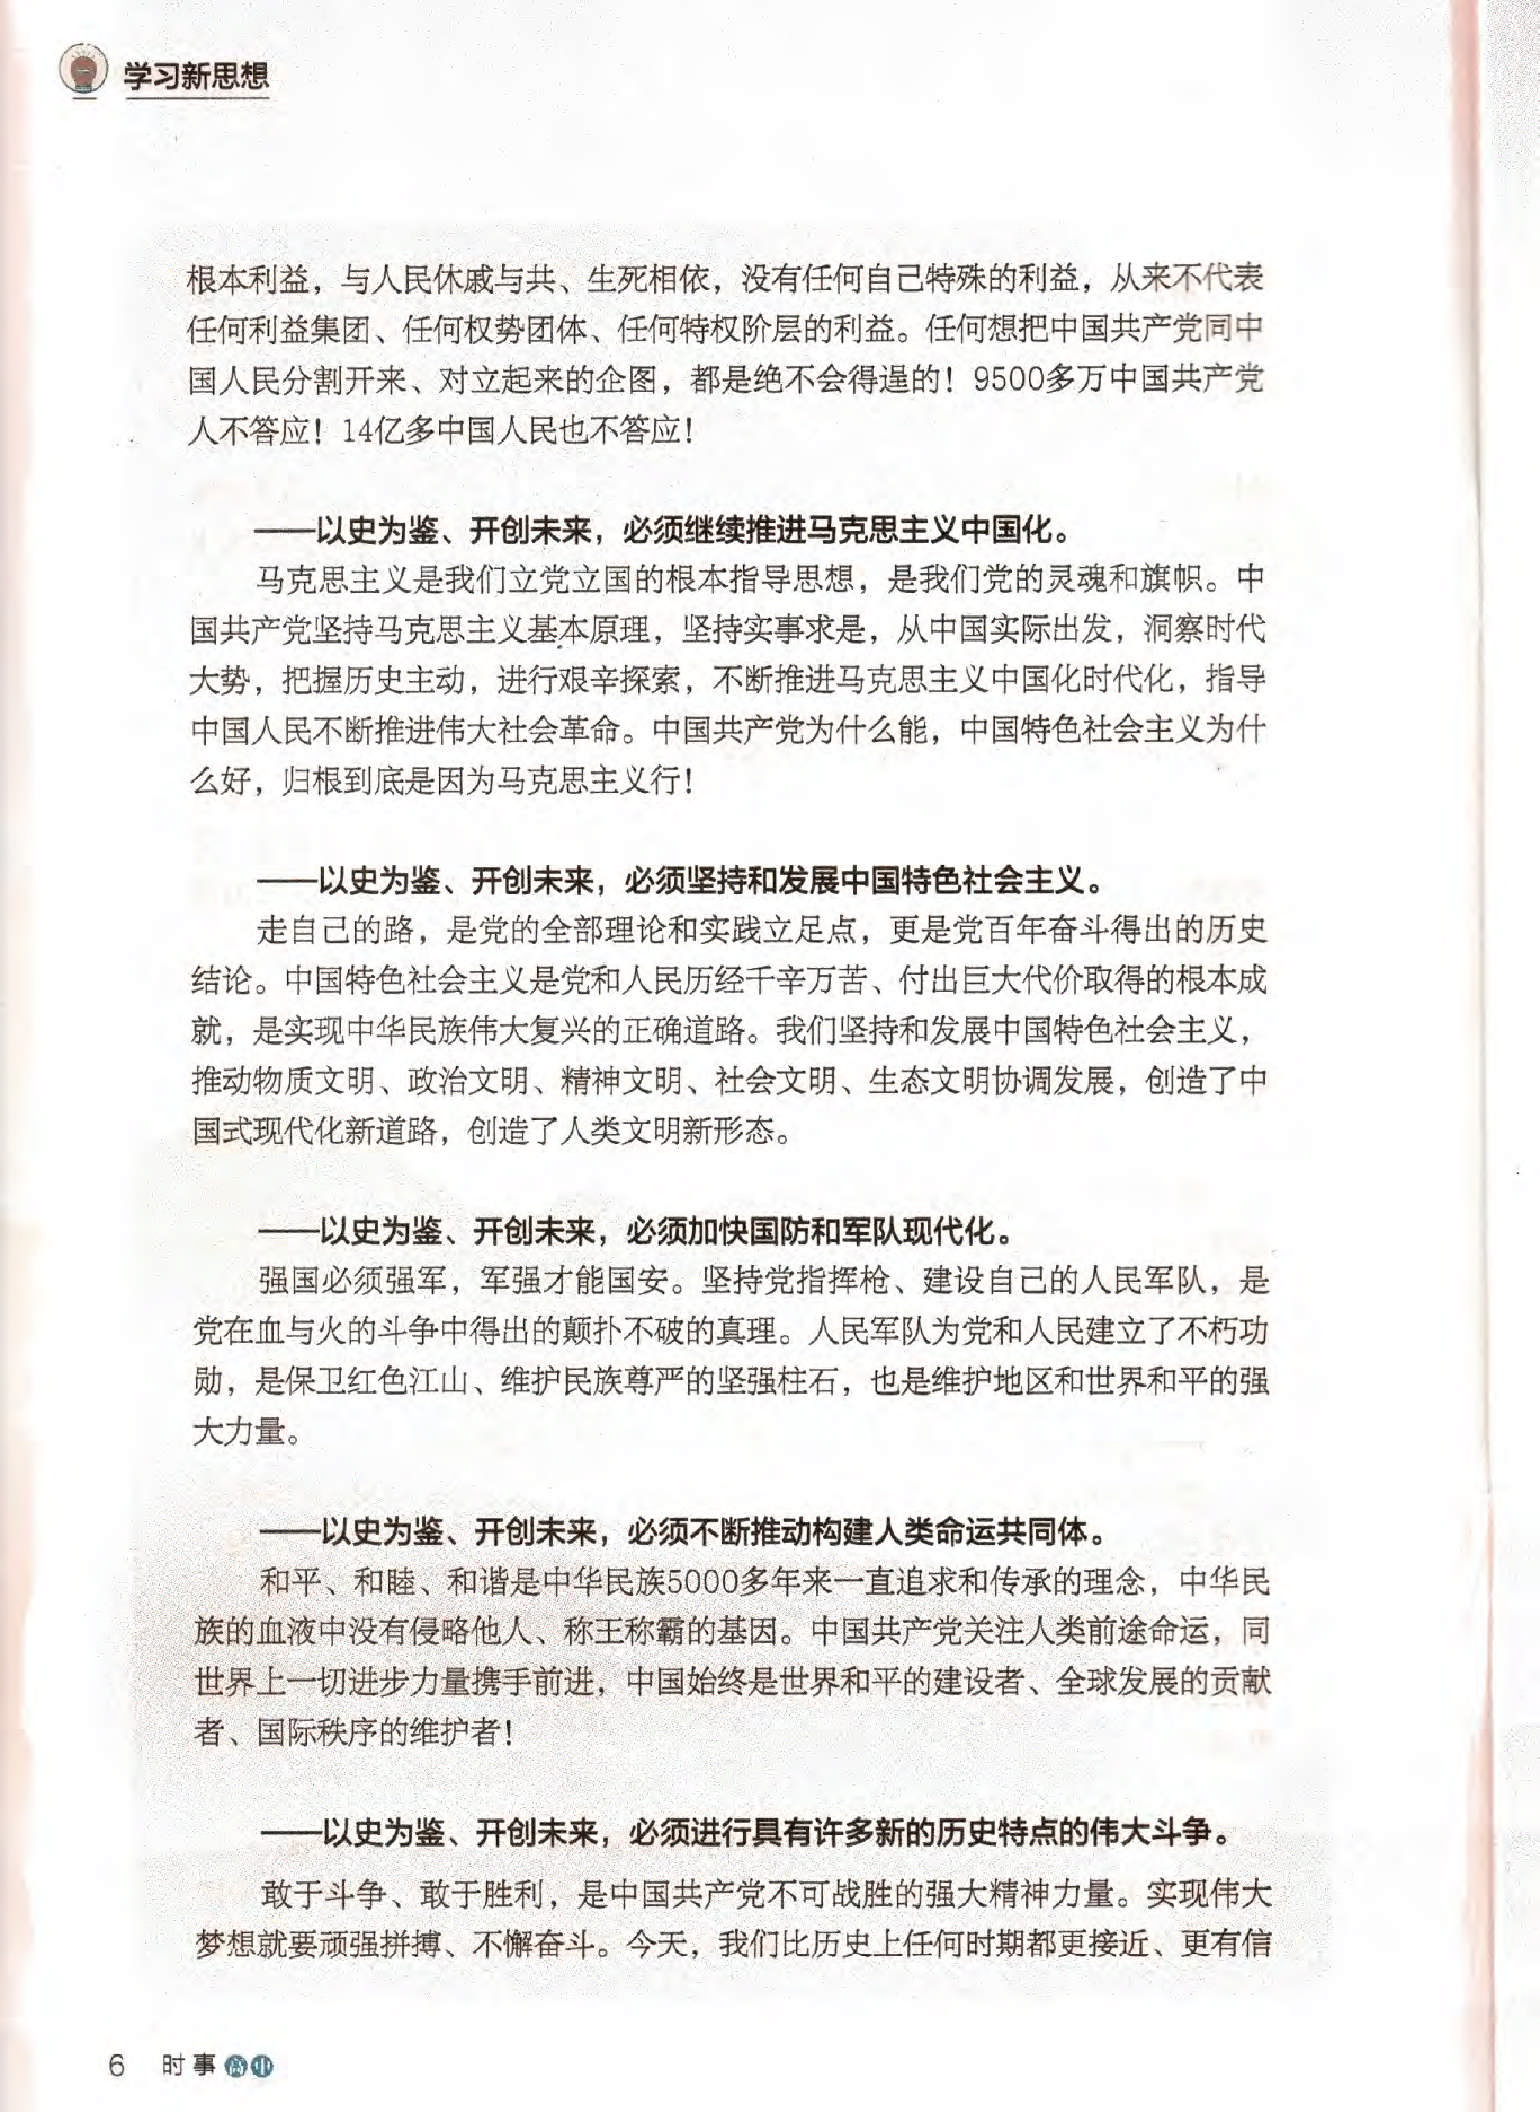 学习新思想
根本利益，与人民休戚与共、生死相依，没有任何自己特殊的利益，从来不代表
任何利益集团、任何权势团体、任何特权阶层的利益。任何想把中国共产党同中
国人民分割开来、对立起来的企图，都是绝不会得逞的！9500多万中国共产党
人不答应！14亿多中国人民也不答应！
——以史为鉴、开创未来，必须继续推进马克思主义中国化。
马克思主义是我们立党立国的根本指导思想，是我们党的灵魂和旗帜。中
国共产党坚持马克思主义基本原理，坚持实事求是，从中国实际出发，洞察时代
大势，把握历史主动，进行艰辛探索，不断推进马克思主义中国化时代化，指导
中国人民不断推进伟大社会革命。中国共产党为什么能，中国特色社会主义为什
么好，归根到底是因为马克思主义行！
——以史为鉴、开创未来，必须坚持和发展中国特色社会主义。
走自己的路，是党的全部理论和实践立足点，更是党百年奋斗得出的历史
结论。中国特色社会主义是党和人民历经千辛万苦、付出巨大代价取得的根本成
就，是实现中华民族伟大复兴的正确道路。我们坚持和发展中国特色社会主义，
推动物质文明、政治文明、精神文明、社会文明、生态文明协调发展，创造了中
国式现代化新道路，创造了人类文明新形态。
——以史为鉴、开创未来，必须加快国防和军队现代化。
强国必须强军，军强才能国安。坚持党指挥枪、建设自己的人民军队，是
党在血与火的斗争中得出的颠扑不破的真理。人民军队为党和人民建立了不朽功
勋，是保卫红色江山、维护民族尊严的坚强柱石，也是维护地区和世界和平的强
大力量。
——以史为鉴、开创未来，必须不断推动构建人类命运共同体。
和平、和睦、和谐是中华民族5000多年来一直追求和传承的理念，中华民
族的血液中没有侵略他人、称王称霸的基因。中国共产党关注人类前途命运，同
世界上一切进步力量携手前进，中国始终是世界和平的建设者、全球发展的贡献
者、国际秩序的维护者！
——以史为鉴、开创未来，必须进行具有许多新的历史特点的伟大斗争。
敢于斗争、敢于胜利，是中国共产党不可战胜的强大精神力量。实现伟大
梦想就要顽强拼搏、不懈奋斗。今天，我们比历史上任何时期都更接近、更有信
6 时事高中